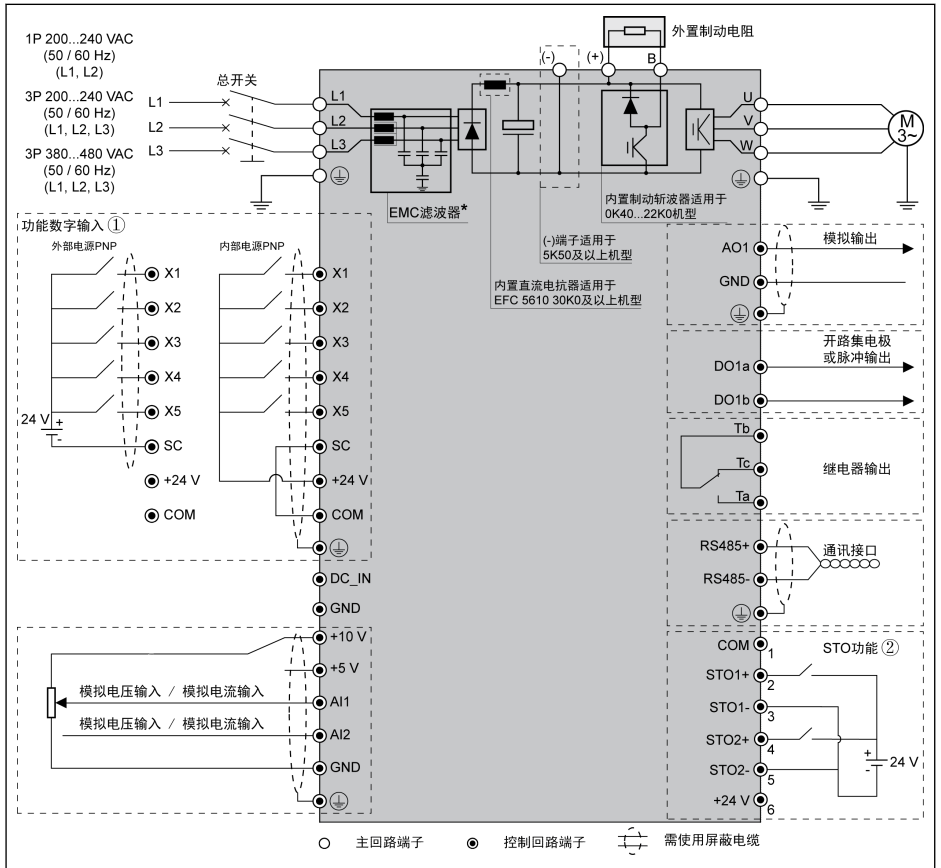 1P 200...240 VAC
(50 / 60 Hz)
(L1, L2)
3P 200...240 VAC
(50 / 60 Hz)
(L1, L2, L3)
3P 380...480 VAC
(50 / 60 Hz)
(L1, L2, L3)
总开关
L1
L2
L3
L1
L2
L3
EMC滤波器*
(-)
(+)
B
外置制动电阻
U
V
W
M
3~
内置制动斩波器适用于
0K40...22K0机型
(-)端子适用于
5K50及以上机型
内置直流电抗器适用于
EFC 5610 30K0及以上机型
功能数字输入①
外部电源PNP
内部电源PNP
X1
X2
X3
X4
X5
24 V
+
-
SC
+24 V
COM
X1
X2
X3
X4
X5
SC
+24 V
COM
DC_IN
GND
+10 V
+5 V
模拟电压输入 / 模拟电流输入
AI1
模拟电压输入 / 模拟电流输入
AI2
GND
AO1
模拟输出
GND
开路集电极
或脉冲输出
DO1a
DO1b
Tb
Tc
Ta
继电器输出
RS485+
RS485-
通讯接口
COM
1
STO功能②
STO1+
2
STO1-
3
STO2+
4
STO2-
5
+24 V
6
+
-
24 V
主回路端子
控制回路端子
需使用屏蔽电缆